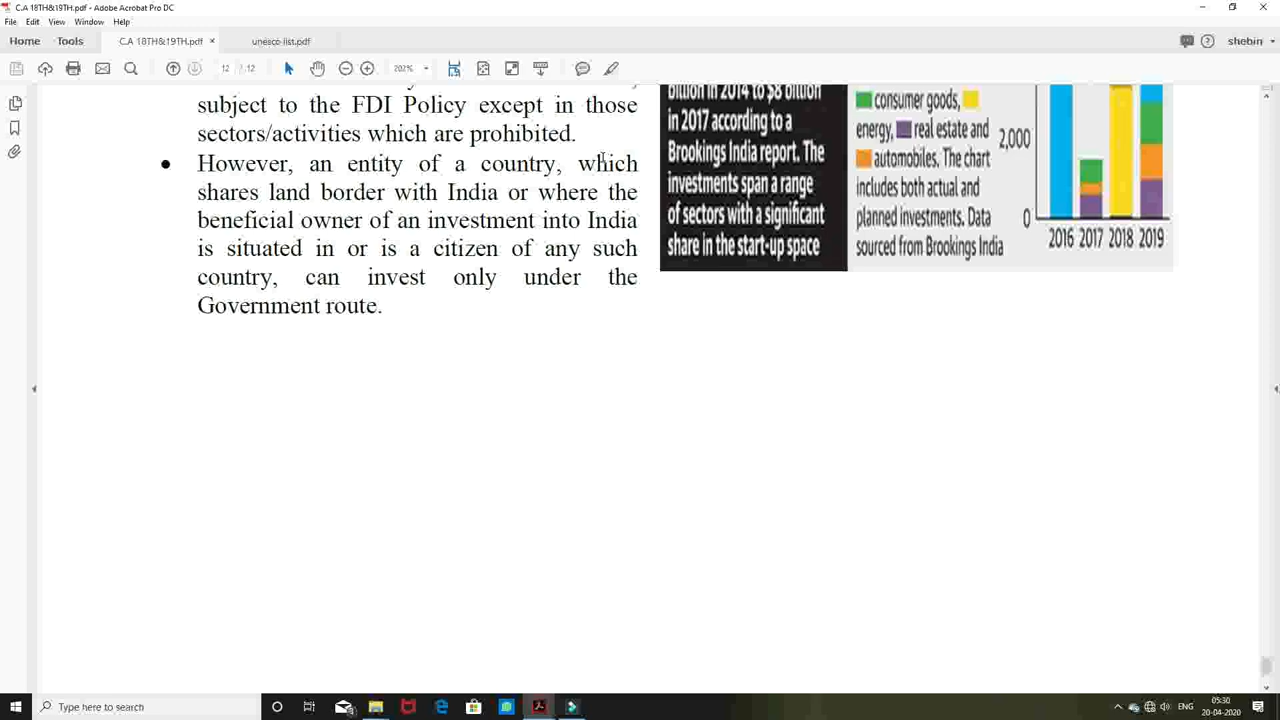 C.A 18TH&19TH.pdf - Adobe Acrobat Pro DC
File Edit View Window Help
Home Tools C.A 18TH&19TH.pdf × unesco list.pdf shebin
12 / 12 202%
subject to the FDI Policy except in those
sectors/activities which are prohibited.
• However, an entity of a country, which
shares land border with India or where the
beneficial owner of an investment into India
is situated in or is a citizen of any such
country, can invest only under the
Government route.
billion in 2014 to $8 billion
in 2017 according to a
Brookings India report. The
investments span a range
of sectors with a significant
share in the start-up space
consumer goods,
energy, real estate and
automobiles. The chart
includes both actual and
planned investments. Data
sourced from Brookings India
2,000
0
2016 2017 2018 2019
Type here to search
ENG
05:30
20-04-2020